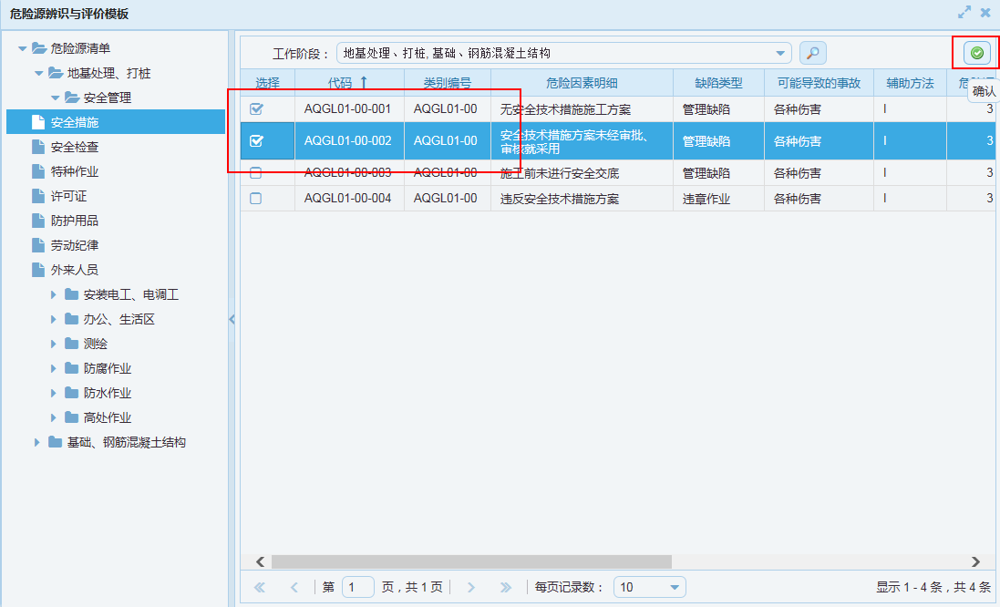 危险源辨识与评价模板
危险源清单
地基处理、打桩
安全管理
安全措施
安全检查
特种作业
许可证
防护用品
劳动纪律
外来人员
安装电工、电调工
办公、生活区
测绘
防腐作业
防水作业
高处作业
基础、钢筋混凝土结构
工作阶段： 地基处理、打桩, 基础、钢筋混凝土结构
选择 代码 类别编号 危险因素明细 缺陷类型 可能导致的事故 辅助方法
确认
AQGL01-00-001 AQGL01-00 无安全技术措施施工方案 管理缺陷 各种伤害 I 3
AQGL01-00-002 AQGL01-00 安全技术措施方案未经审批、
审核就采用 管理缺陷 各种伤害 I 3
AQGL01-00-003 AQGL01-00 施工前未进行安全交底 管理缺陷 各种伤害 I 3
AQGL01-00-004 AQGL01-00 违反安全技术措施方案 违章作业 各种伤害 I 3
第 1 页，共 1 页 每页记录数： 10 显示 1 - 4 条，共 4 条